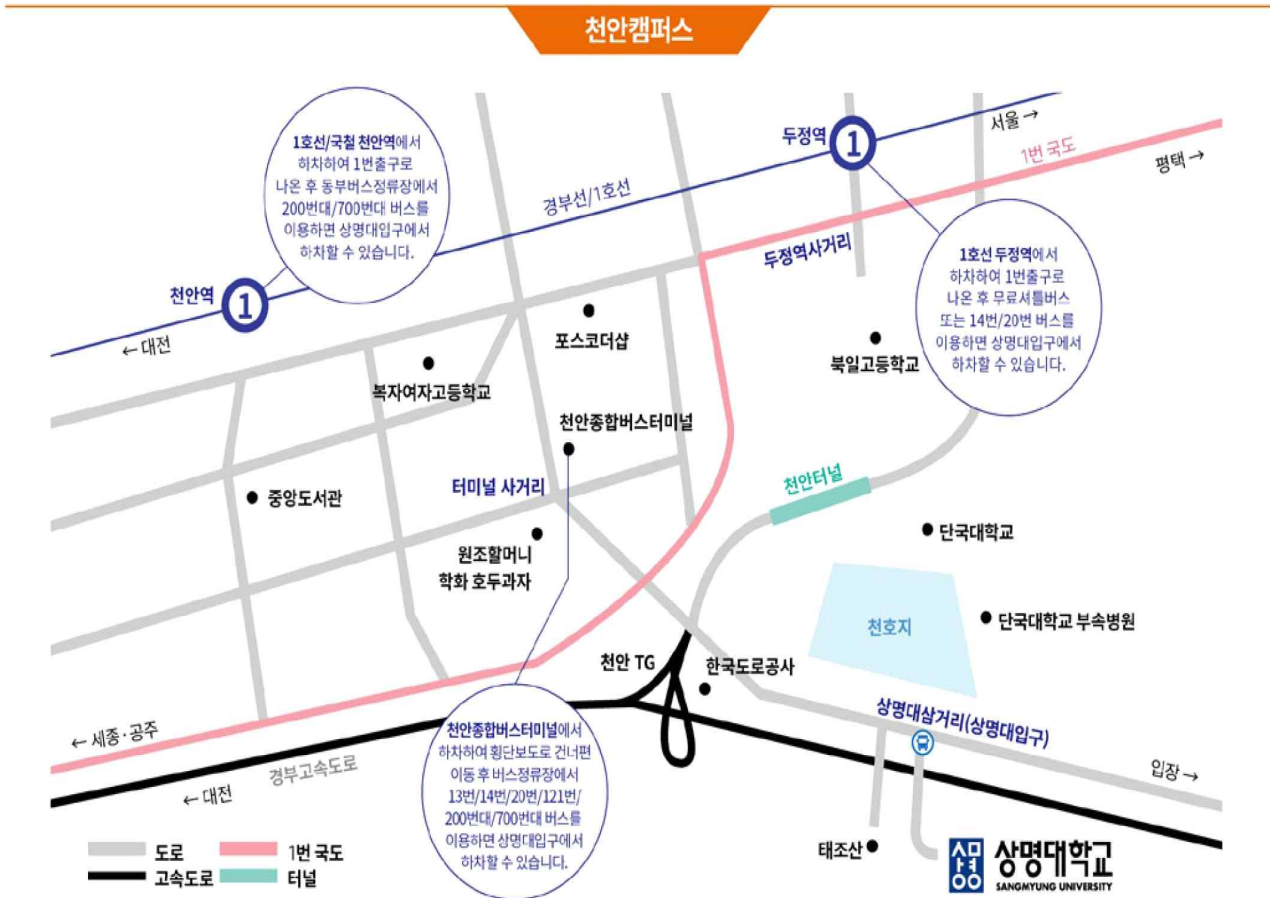 천안캠퍼스
1호선/국철 천안역에서
하차하여 1번출구로
나온 후 동부버스정류장에서
200번대/700번대 버스를
이용하면 상명대입구에서
하차할 수 있습니다.
두정역
1
서울 →
1번 국도
평택 →
경부선/1호선
두정역사거리
1호선 두정역에서
하차하여 1번출구로
나온 후 무료셔틀버스
또는 14번/20번 버스를
이용하면 상명대입구에서
하차할 수 있습니다.
천안역
1
← 대전
포스코더샵
북일고등학교
복자여자고등학교
천안종합버스터미널
터미널 사거리
중앙도서관
천안터널
원조할머니
학화 호두과자
단국대학교
천호지
단국대학교 부속병원
천안 TG
한국도로공사
상명대삼거리(상명대입구)
← 세종·공주
경부고속도로
← 대전
천안종합버스터미널에서
하차하여 횡단보도로 건너편
이동 후 버스정류장에서
13번/14번/20번/121번/
200번대/700번대 버스를
이용하면 상명대입구에서
하차할 수 있습니다.
입장 →
태조산
도로
1번 국도
고속도로
터널
상명
상명대학교
SANGMYUNG UNIVERSITY